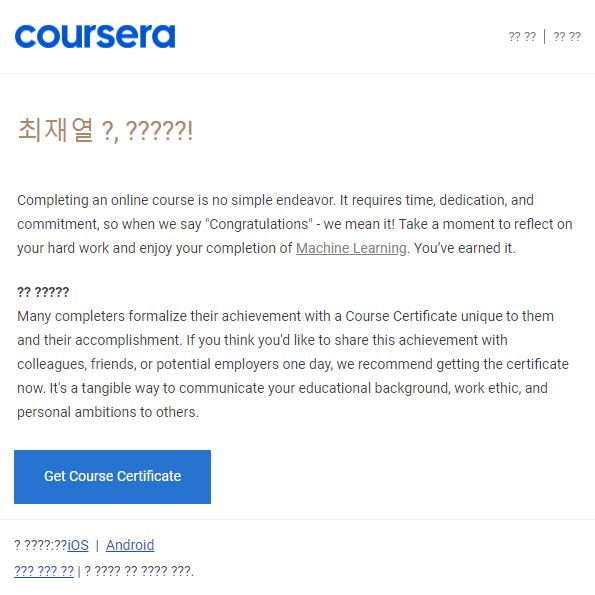 coursera
?? ?? | ?? ??
최재열 ?, ?????!
Completing an online course is no simple endeavor. It requires time, dedication, and
commitment, so when we say "Congratulations" - we mean it! Take a moment to reflect on
your hard work and enjoy your completion of Machine Learning. You’ve earned it.
?? ?????
Many completers formalize their achievement with a Course Certificate unique to them
and their accomplishment. If you think you'd like to share this achievement with
colleagues, friends, or potential employers one day, we recommend getting the certificate
now. It's a tangible way to communicate your educational background, work ethic, and
personal ambitions to others.
Get Course Certificate
? ????:??iOS | Android
??? ??? ?? | ? ???? ?? ???? ???.